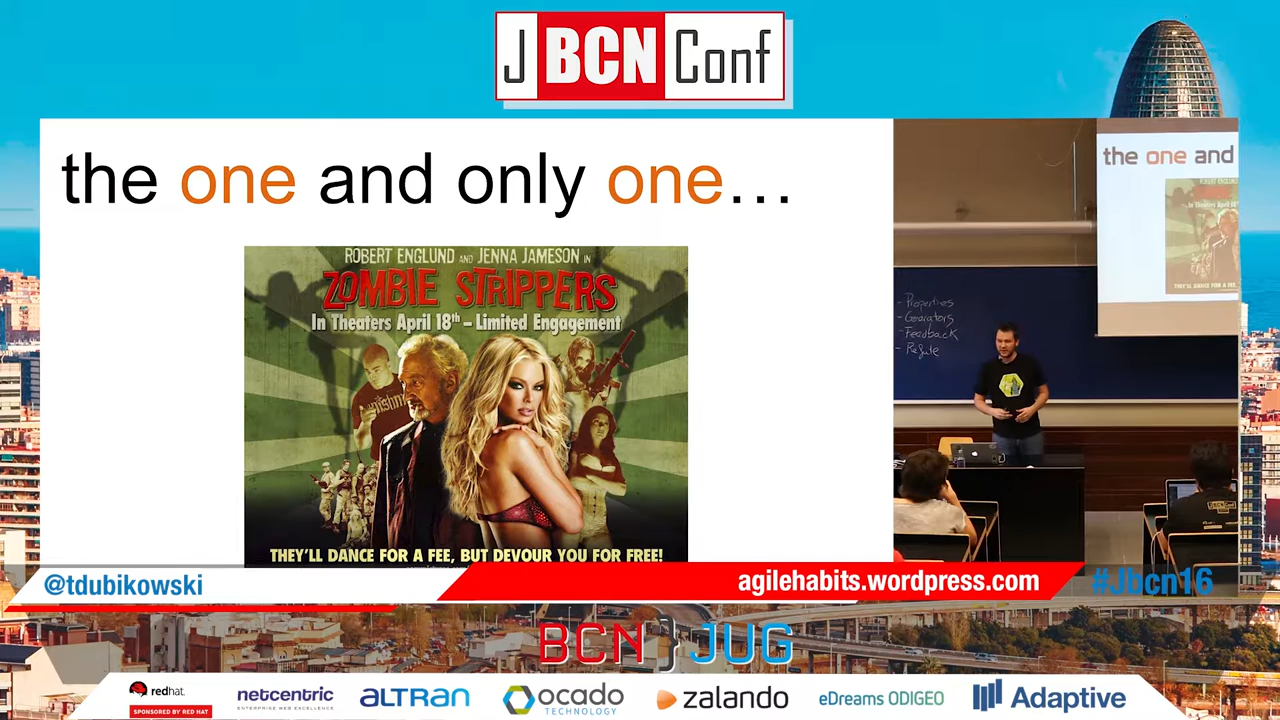 J BCN Conf
the one and only one…
ROBERT ENGLUND AND JENNA JAMESON IN
ZOMBIE STRIPPERS
In Theaters April 18th – Limited Engagement
THEY'LL DANCE FOR A FEE, BUT DEVOUR YOU FOR FREE!
the one and
- Properties
- Generators
- Feedback
@tdubikowski
agilehabits.wordpress.com
#Jbcn16
BCN JUG
redhat.
SPONSORED BY RED HAT
netcentric
ENTERPRISE WEB EXCELLENCE
ALTRAN
ocado
TECHNOLOGY
zalando
eDreams ODIGEO
Adaptive